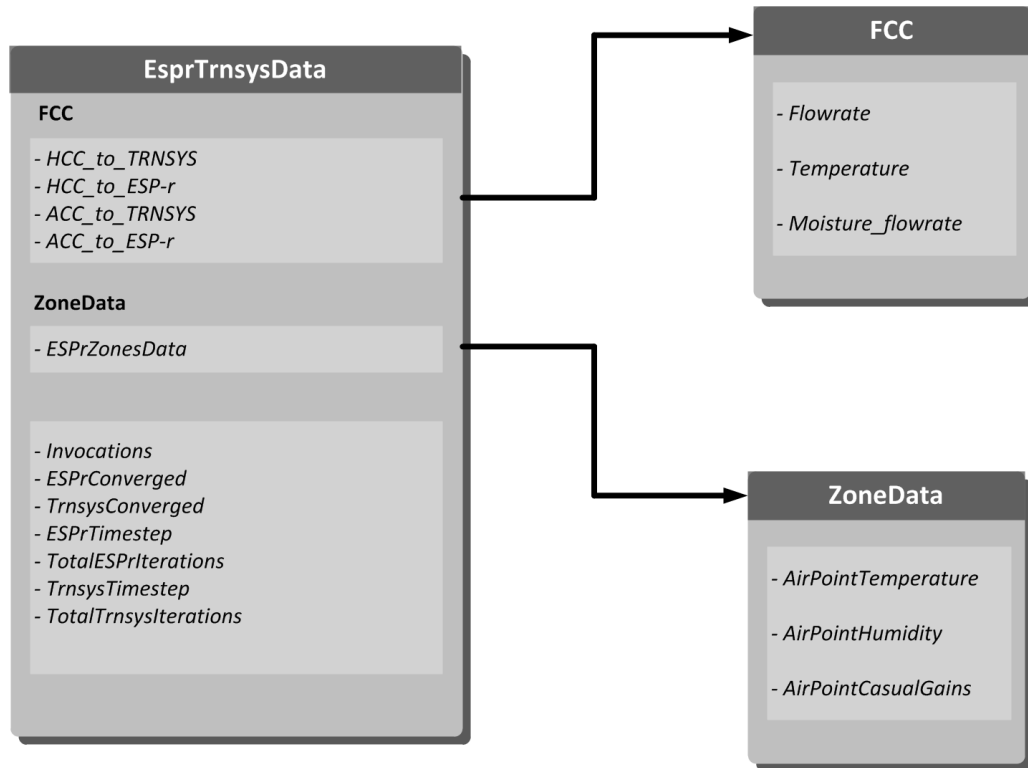 EsprTrnsysData
FCC
- HCC_to_TRNSYS
- HCC_to_ESP-r
- ACC_to_TRNSYS
- ACC_to_ESP-r
ZoneData
- ESPrZonesData
- Invocations
- ESPrConverged
- TrnsysConverged
- ESPrTimestep
- TotalESPrIterations
- TrnsysTimestep
- TotalTrnsysIterations
FCC
- Flowrate
- Temperature
- Moisture_flowrate
ZoneData
- AirPointTemperature
- AirPointHumidity
- AirPointCasualGains